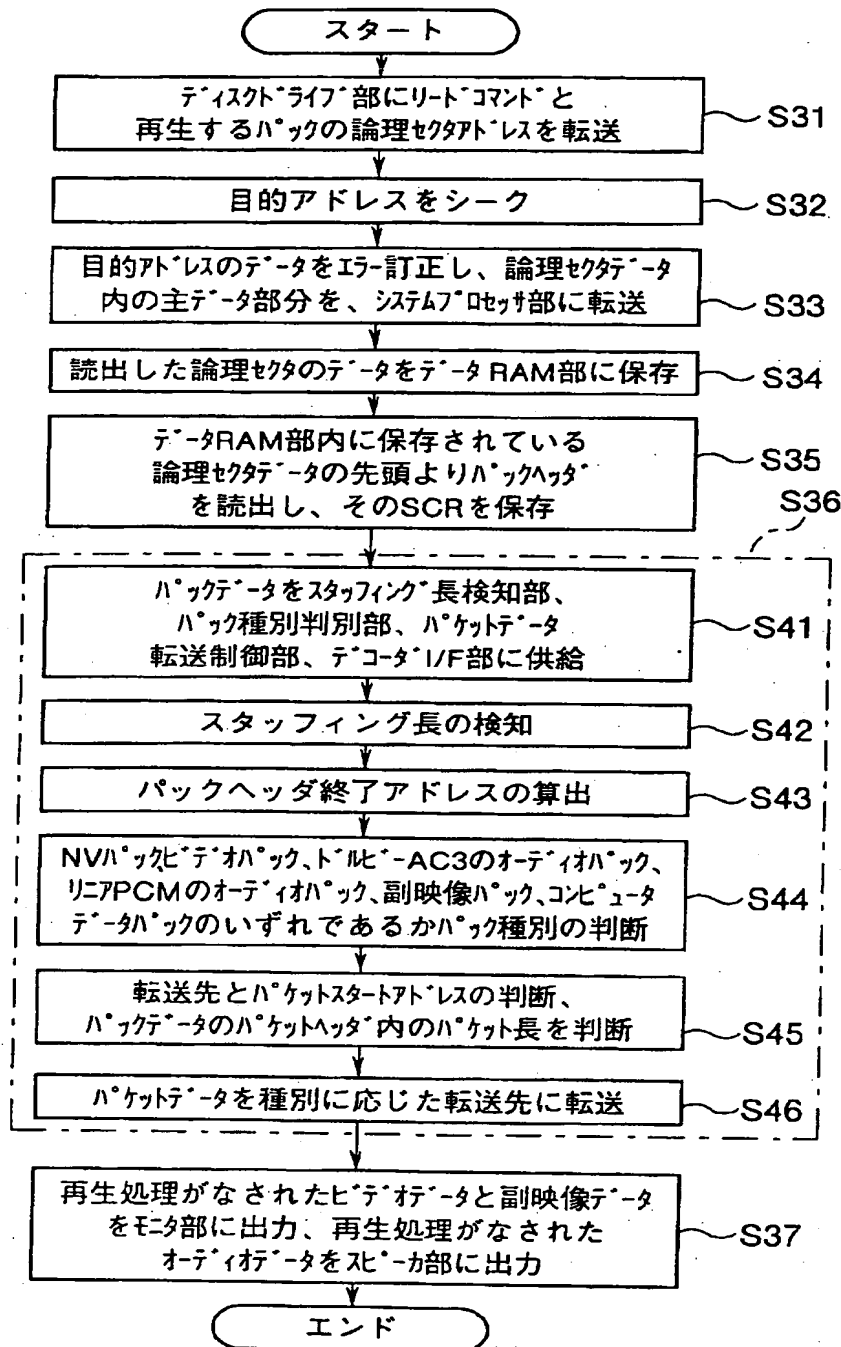 スタート
ディスクドライブ部にリードコマンドと
再生するパックの論理セクタアドレスを転送
S31
目的アドレスをシーク
S32
目的アドレスのデータをエラー訂正し、論理セクタデータ
内の主データ部分を、システムプロセッサ部に転送
S33
読出した論理セクタのデータをデータRAM部に保存
S34
データRAM部内に保存されている
論理セクタデータの先頭よりパックヘッダ
を読出し、そのSCRを保存
S35
S36
パックデータをスタッフィング長検知部、
パック種別判別部、パケットデータ
転送制御部、デコーダI/F部に供給
S41
スタッフィング長の検知
S42
パックヘッダ終了アドレスの算出
S43
NVパック、ビデオパック、ドルビーAC3のオーディオパック、
リニアPCMのオーディオパック、副映像パック、コンピュータ
データパックのいずれであるかパック種別の判断
S44
転送先とパケットスタートアドレスの判断、
パックデータのパケットヘッダ内のパケット長を判断
S45
パケットデータを種別に応じた転送先に転送
S46
再生処理がなされたビデオデータと副映像データ
をモニタ部に出力、再生処理がなされた
オーディオデータをスピーカ部に出力
S37
エンド